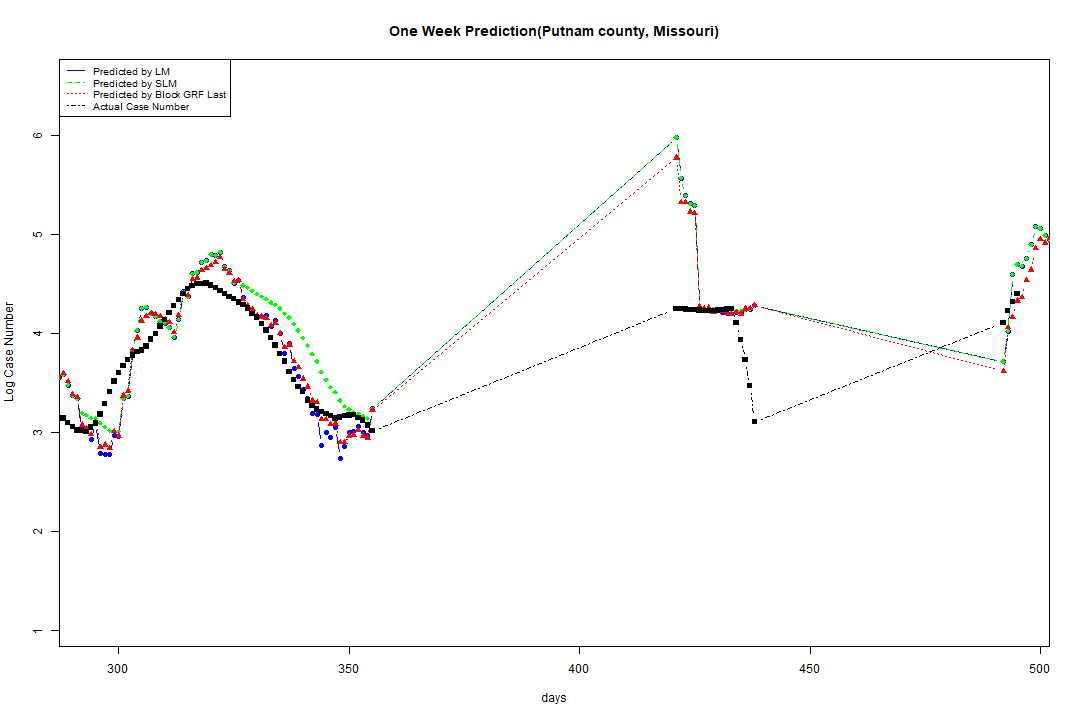 One Week Prediction(Putnam county, Missouri)
Predicted by LM
Predicted by SLM
Predicted by Block GRF Last
Actual Case Number
Log Case Number
6
5
4
3
2
1
300 350 400 450 500
days